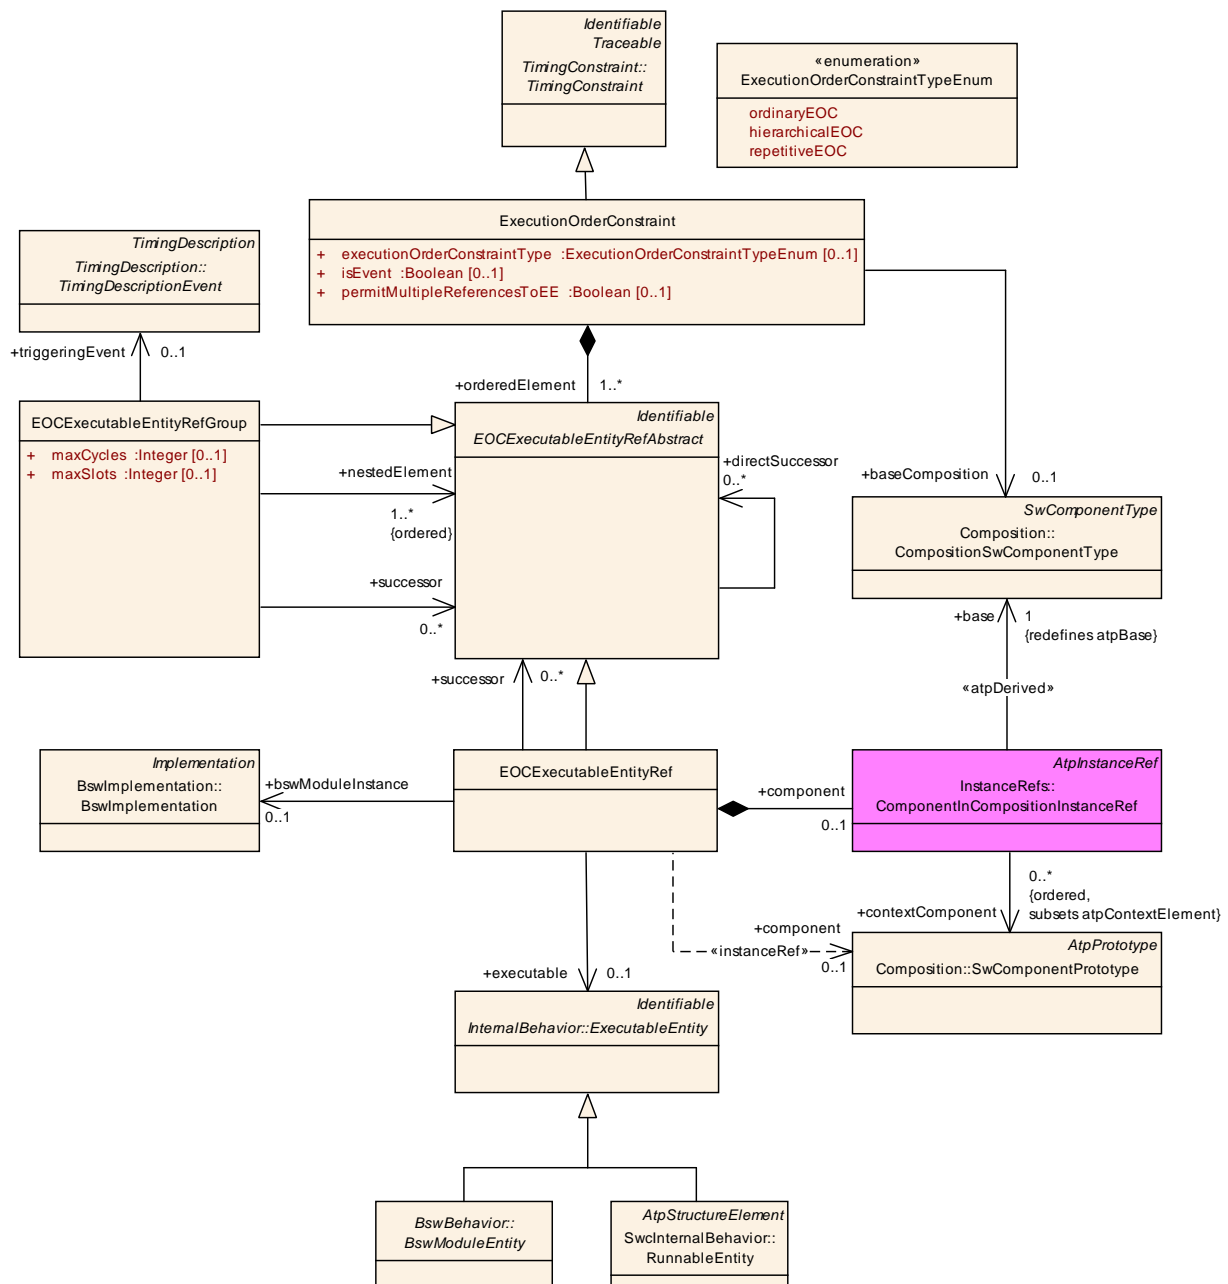 Identifiable
Traceable
TimingConstraint::
TimingConstraint
«enumeration»
ExecutionOrderConstraintTypeEnum
ordinaryEOC
hierarchicalEOC
repetitiveEOC
ExecutionOrderConstraint
+ executionOrderConstraintType :ExecutionOrderConstraintTypeEnum [0..1]
+ isEvent :Boolean [0..1]
+ permitMultipleReferencesToEE :Boolean [0..1]
TimingDescription
TimingDescription::
TimingDescriptionEvent
+triggeringEvent 0..1
+orderedElement 1..*
EOCExecutableEntityRefGroup
+ maxCycles :Integer [0..1]
+ maxSlots :Integer [0..1]
Identifiable
EOCExecutableEntityRefAbstract
+nestedElement
1..*
{ordered}
+directSuccessor
0..*
+successor
0..*
+baseComposition 0..1
SwComponentType
Composition::
CompositionSwComponentType
+base 1
{redefines atpBase}
«atpDerived»
+successor 0..*
Implementation
BswImplementation::
BswImplementation
+bswModuleInstance
0..1
EOCExecutableEntityRef
+component
0..1
AtpInstanceRef
InstanceRefs::
ComponentInCompositionInstanceRef
0..*
{ordered,
subsets atpContextElement}
+contextComponent
+component
«instanceRef»
0..1
AtpPrototype
Composition::SwComponentPrototype
+executable 0..1
Identifiable
InternalBehavior::ExecutableEntity
BswBehavior::
BswModuleEntity
AtpStructureElement
SwcInternalBehavior::
RunnableEntity